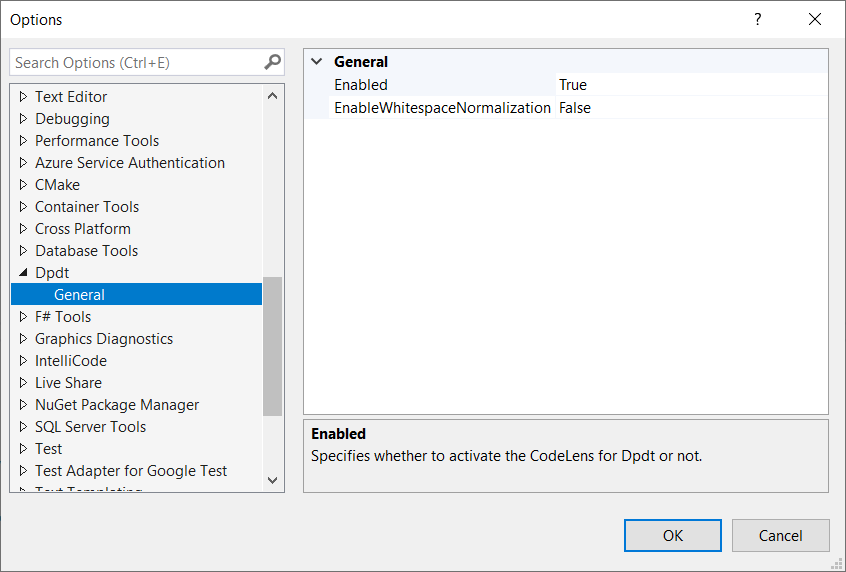 Options
Search Options (Ctrl+E)
Text Editor
Debugging
Performance Tools
Azure Service Authentication
CMake
Container Tools
Cross Platform
Database Tools
Dpdt
General
F# Tools
Graphics Diagnostics
IntelliCode
Live Share
NuGet Package Manager
SQL Server Tools
Test
Test Adapter for Google Test
Text Templating
General
Enabled True
EnableWhitespaceNormalization False
Enabled
Specifies whether to activate the CodeLens for Dpdt or not.
OK Cancel